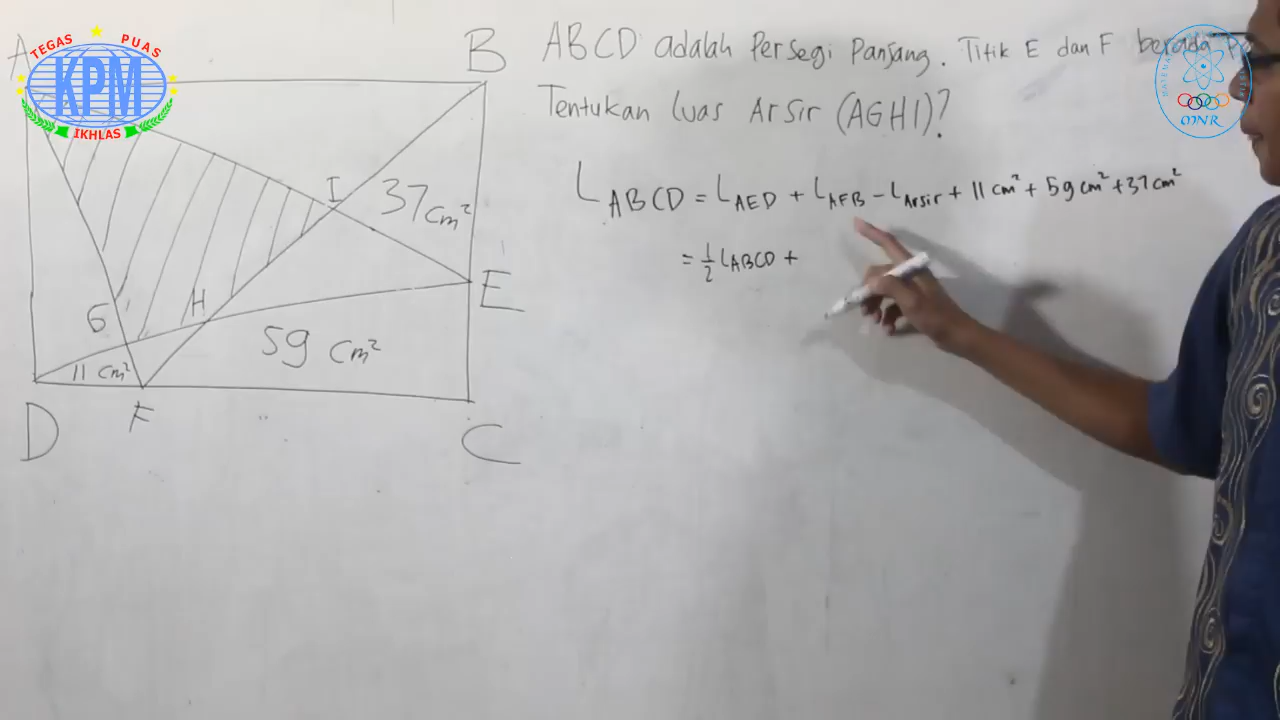 TEGAS PUAS
KPM
IKHLAS
A
B
I
37 cm²
E
G
H
59 cm²
11 cm²
D
F
C
ABCD adalah Persegi Panjang. Titik E dan F berada
Tentukan Luas Arsir (AGHI)?
L ABCD = L AED + L AFB - L Arsir + 11 cm² + 59 cm² + 37 cm²
= 1/2 L ABCD +
OMNR